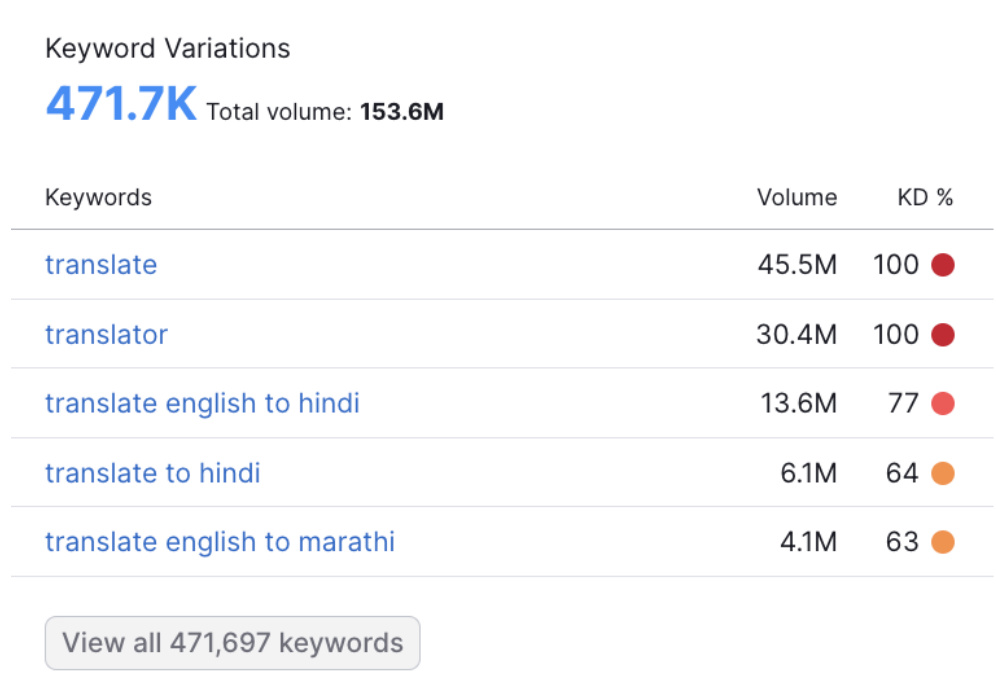 Keyword Variations
471.7K Total volume: 153.6M
Keywords Volume KD %
translate 45.5M 100
translator 30.4M 100
translate english to hindi 13.6M 77
translate to hindi 6.1M 64
translate english to marathi 4.1M 63
View all 471,697 keywords